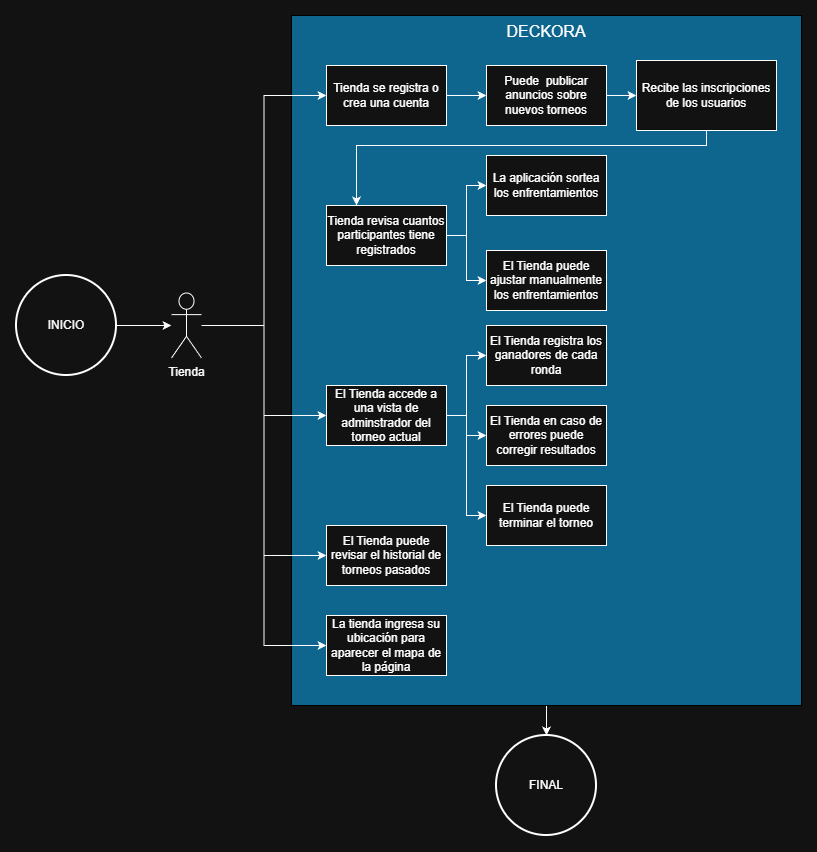 DECKORA
Tienda se registra o
crea una cuenta
Puede  publicar
anuncios sobre
nuevos torneos
Recibe las inscripciones
de los usuarios
La aplicación sortea
los enfrentamientos
Tienda revisa cuantos
participantes tiene
registrados
El Tienda puede
ajustar manualmente
los enfrentamientos
INICIO
Tienda
El Tienda registra los
ganadores de cada
ronda
El Tienda accede a
una vista de
adminstrador del
torneo actual
El Tienda en caso de
errores puede
corregir resultados
El Tienda puede
terminar el torneo
El Tienda puede
revisar el historial de
torneos pasados
La tienda ingresa su
ubicación para
aparecer el mapa de
la página
FINAL